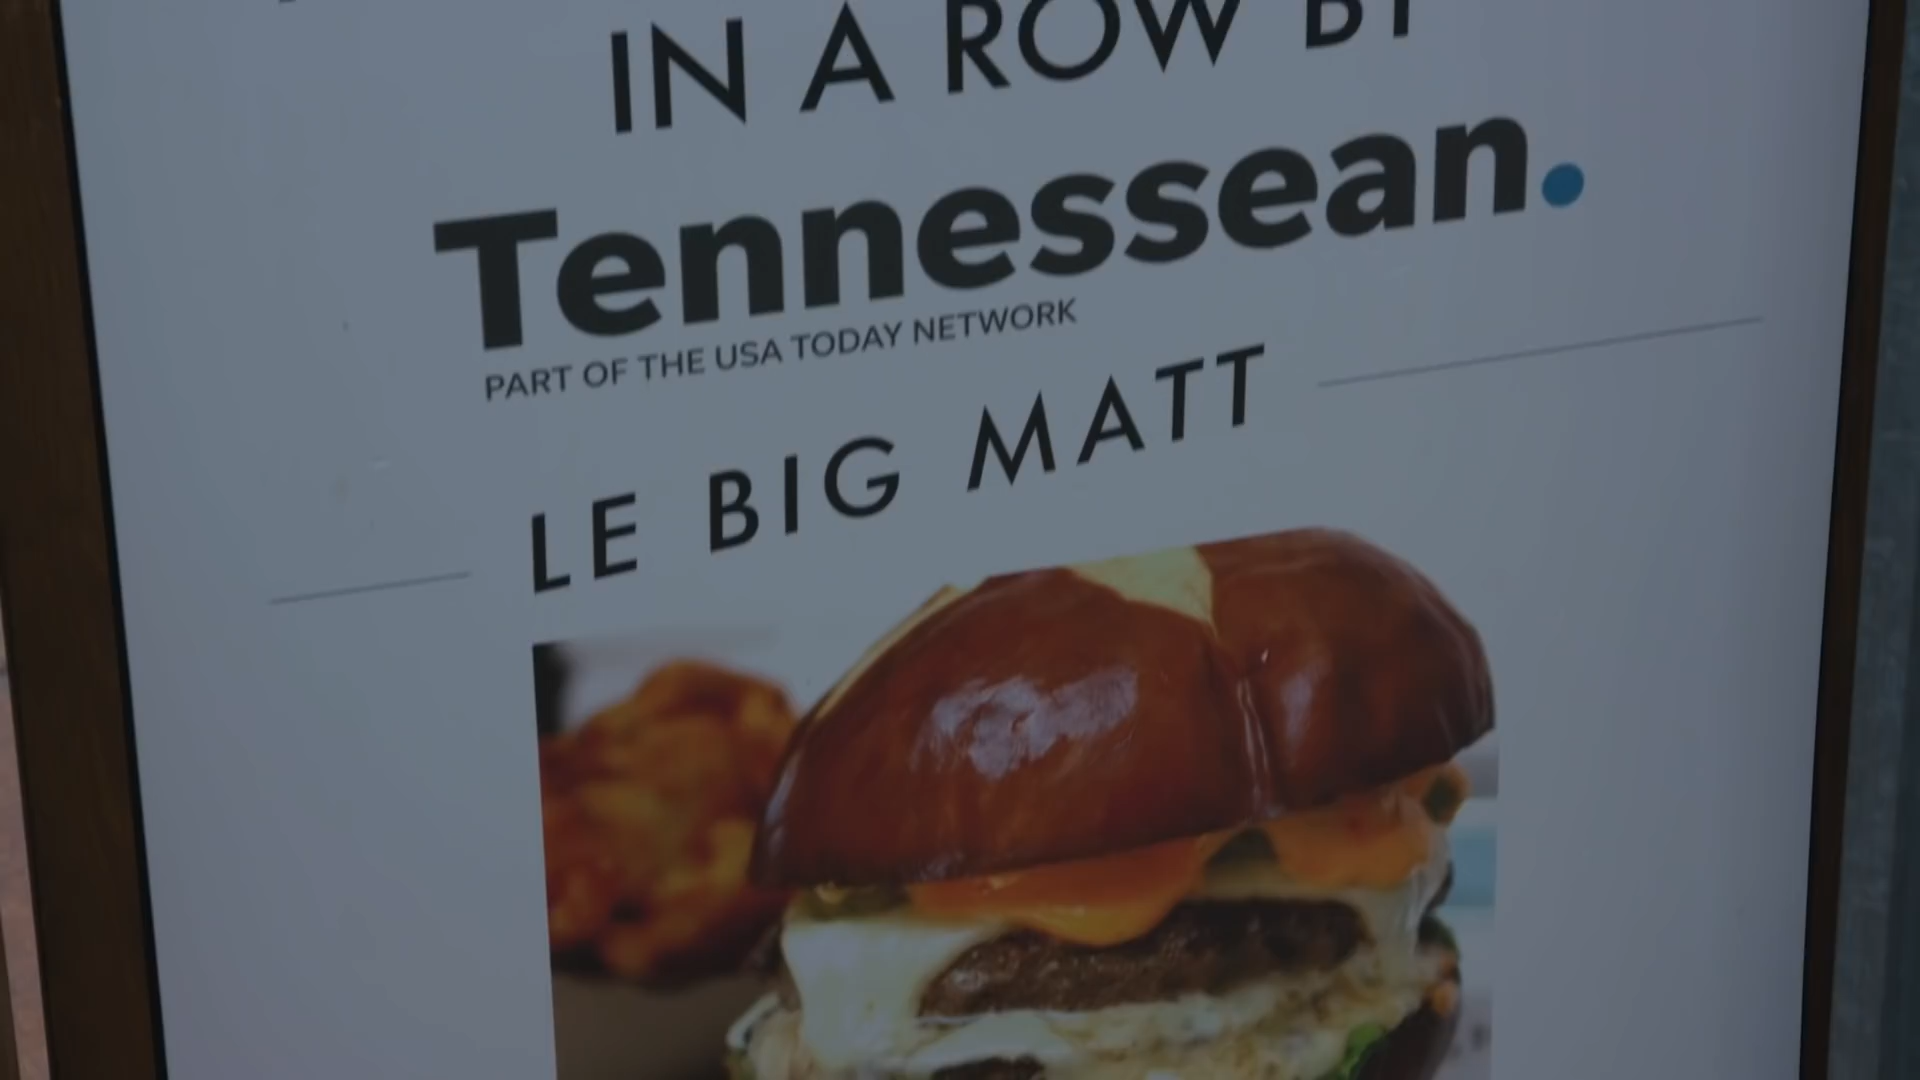 IN A ROW BY
Tennessean.
PART OF THE USA TODAY NETWORK
LE BIG MATT